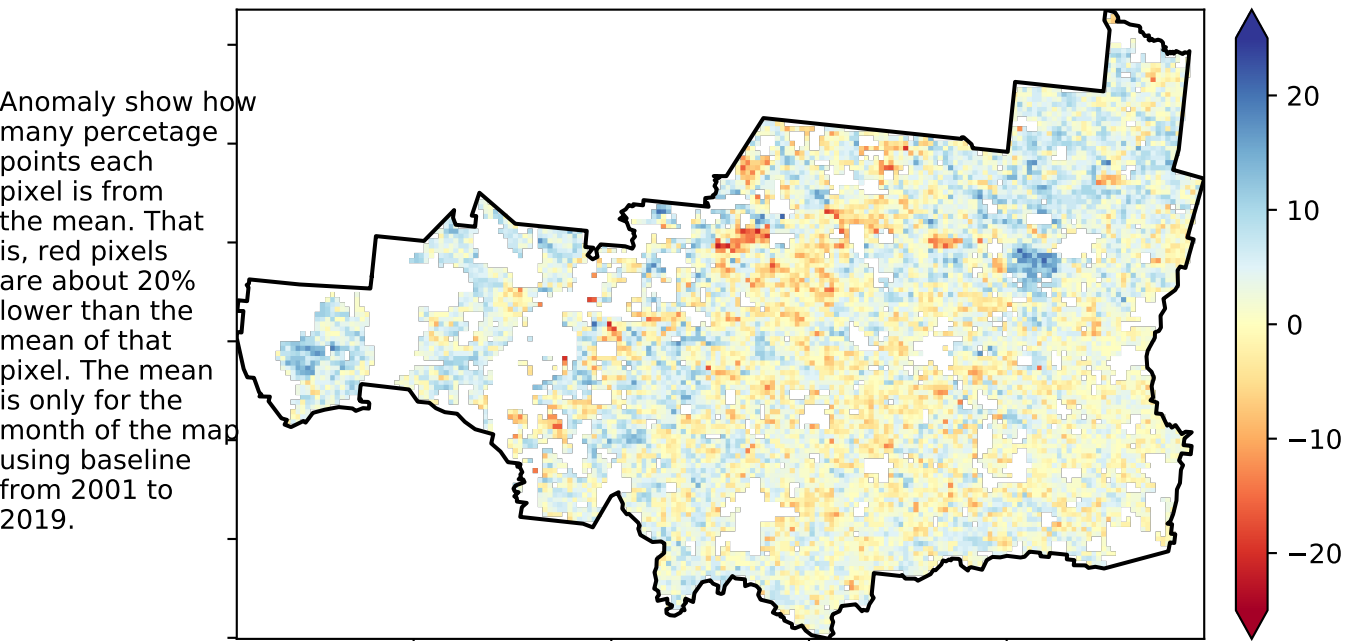 Anomaly show how
many percetage
points each
pixel is from
the mean. That
is, red pixels
are about 20%
lower than the
mean of that
pixel. The mean
is only for the
month of the map
using baseline
from 2001 to
2019.
20
10
0
−10
−20